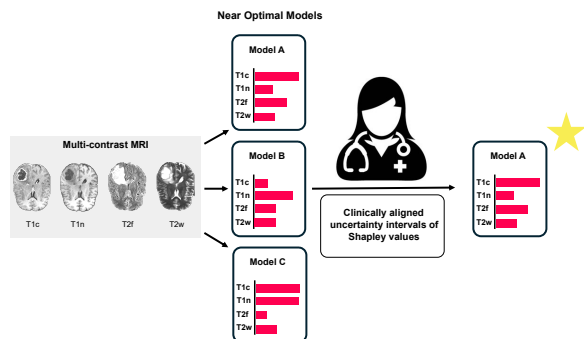 Near Optimal Models
Model A
T1c
T1n
T2f
T2w
Multi-contrast MRI
T1c
T1n
T2f
T2w
Model B
T1c
T1n
T2f
T2w
Model C
T1c
T1n
T2f
T2w
Clinically aligned
uncertainty intervals of
Shapley values
Model A
T1c
T1n
T2f
T2w